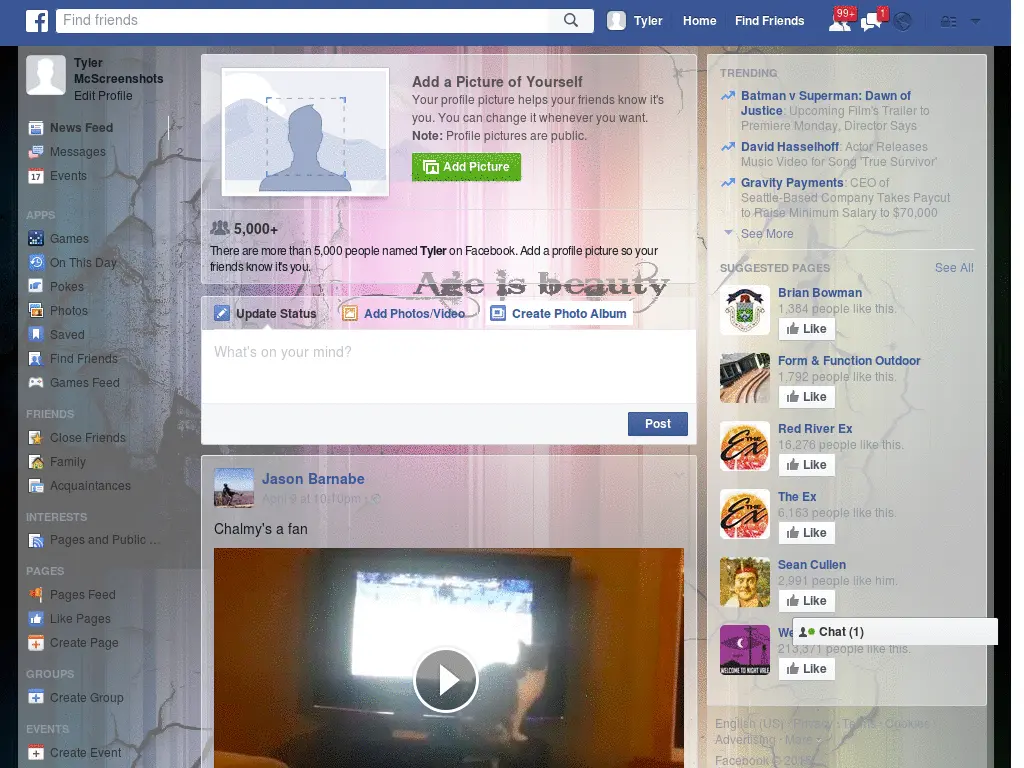 Find friends
Tyler
Home
Find Friends
99+
1
Tyler
McScreenshots
Edit Profile
News Feed
Messages
2
17
Events
APPS
Games
On This Day
Pokes
Photos
Saved
Find Friends
Games Feed
FRIENDS
Close Friends
Family
Acquaintances
INTERESTS
Pages and Public ...
PAGES
Pages Feed
Like Pages
Create Page
GROUPS
Create Group
EVENTS
Create Event
Add a Picture of Yourself
Your profile picture helps your friends know it's
you. You can change it whenever you want.
Note: Profile pictures are public.
Add Picture
5,000+
There are more than 5,000 people named Tyler on Facebook. Add a profile picture so your
friends know it's you.
Age is beauty
Update Status
Add Photos/Video
Create Photo Album
What's on your mind?
Post
Jason Barnabe
April 9 at 10:10pm
Chalmy's a fan
TRENDING
Batman v Superman: Dawn of
Justice: Upcoming Film's Trailer to
Premiere Monday, Director Says
David Hasselhoff: Actor Releases
Music Video for Song 'True Survivor'
Gravity Payments: CEO of
Seattle-Based Company Takes Paycut
to Raise Minimum Salary to $70,000
See More
SUGGESTED PAGES
See All
Brian Bowman
1,384 people like this.
Like
Form & Function Outdoor
1,792 people like this.
Like
THE
Ex
Red River Ex
16,276 people like this.
Like
THE
Ex
The Ex
6,163 people like this.
Like
Sean Cullen
2,991 people like him.
Like
WELCOME TO NIGHT VALE
We
Chat (1)
213,371 people like this.
Like
English (US) · Privacy · Terms · Cookies ·
Advertising · More
Facebook ©